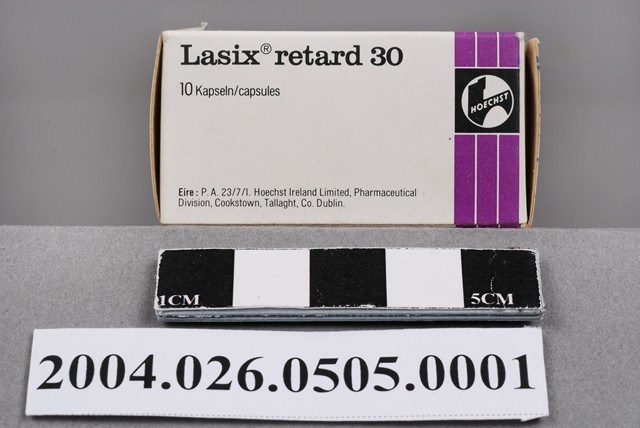 Lasix® retard 30
10 Kapseln/capsules
HOECHST
Eire: P. A. 23/7/1. Hoechst Ireland Limited, Pharmaceutical
Division, Cookstown, Tallaght, Co. Dublin.
1CM 5CM
2004.026.0505.0001